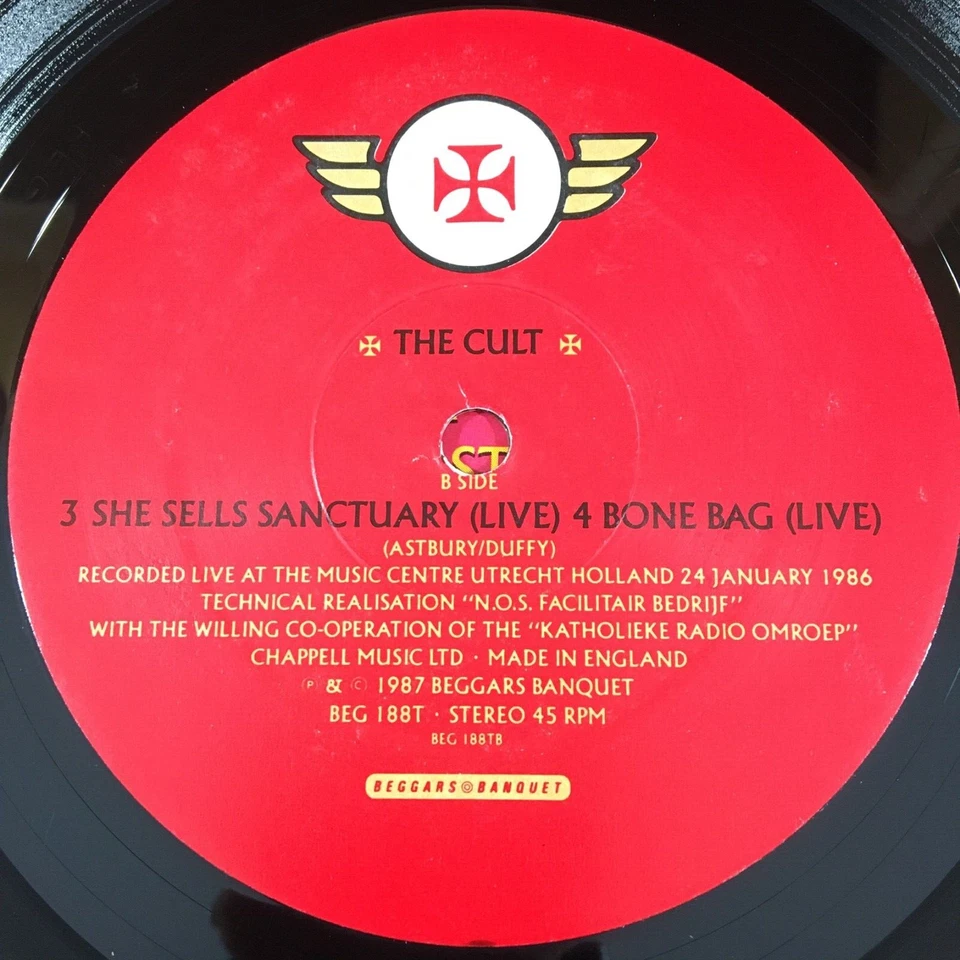 THE CULT
ST
B SIDE
3 SHE SELLS SANCTUARY (LIVE) 4 BONE BAG (LIVE)
(ASTBURY/DUFFY)
RECORDED LIVE AT THE MUSIC CENTRE UTRECHT HOLLAND 24 JANUARY 1986
TECHNICAL REALISATION "N.O.S. FACILITAIR BEDRIJF"
WITH THE WILLING CO-OPERATION OF THE "KATHOLIEKE RADIO OMROEP"
CHAPPELL MUSIC LTD · MADE IN ENGLAND
Ⓟ & © 1987 BEGGARS BANQUET
BEG 188T · STEREO 45 RPM
BEG 188TB
BEGGARS BANQUET